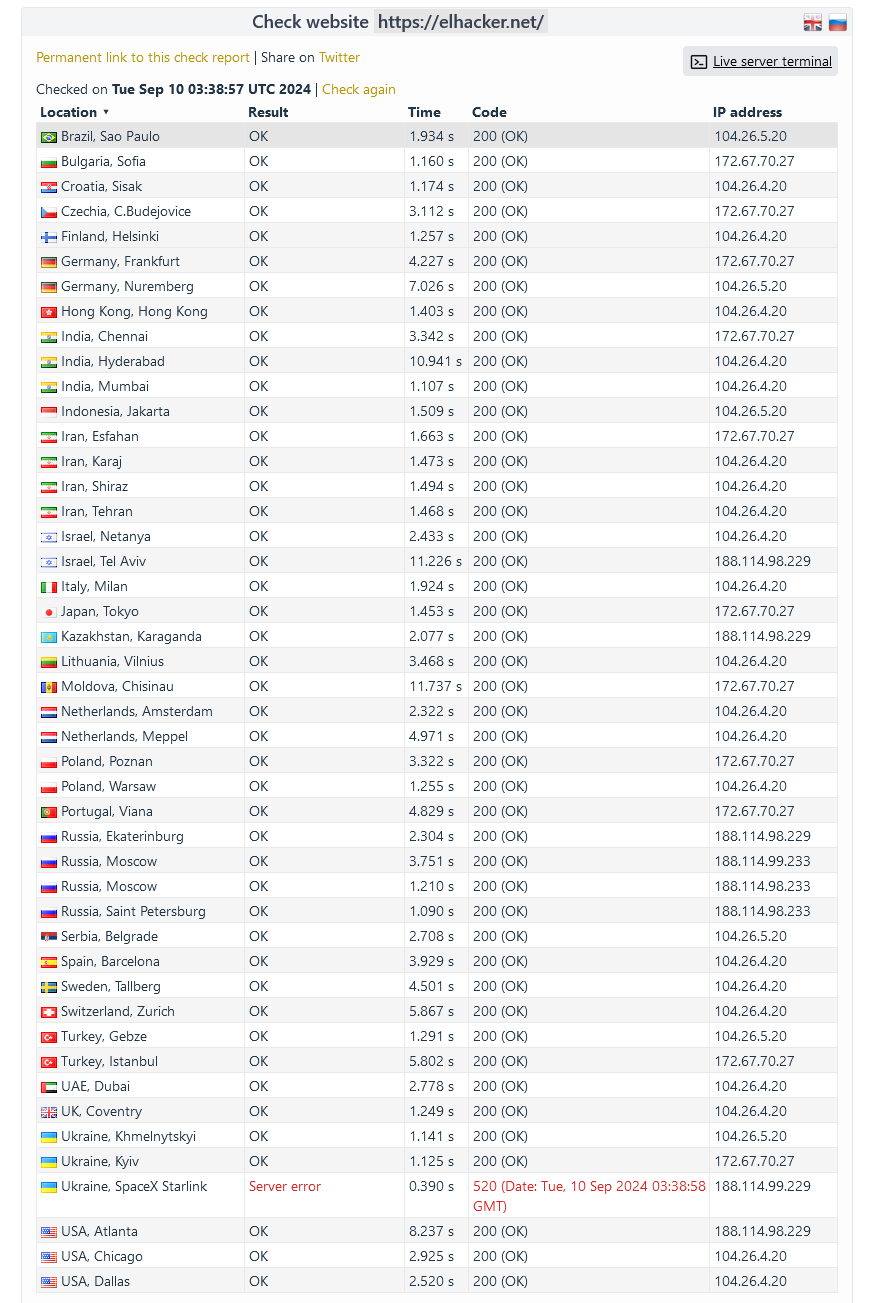 Check website https://elhacker.net/
Permanent link to this check report | Share on Twitter
Live server terminal
Checked on Tue Sep 10 03:38:57 UTC 2024 | Check again
Location ▼ Result Time Code IP address
Brazil, Sao Paulo OK 1.934 s 200 (OK) 104.26.5.20
Bulgaria, Sofia OK 1.160 s 200 (OK) 172.67.70.27
Croatia, Sisak OK 1.174 s 200 (OK) 104.26.4.20
Czechia, C.Budejovice OK 3.112 s 200 (OK) 172.67.70.27
Finland, Helsinki OK 1.257 s 200 (OK) 104.26.4.20
Germany, Frankfurt OK 4.227 s 200 (OK) 172.67.70.27
Germany, Nuremberg OK 7.026 s 200 (OK) 104.26.5.20
Hong Kong, Hong Kong OK 1.403 s 200 (OK) 104.26.4.20
India, Chennai OK 3.342 s 200 (OK) 172.67.70.27
India, Hyderabad OK 10.941 s 200 (OK) 104.26.4.20
India, Mumbai OK 1.107 s 200 (OK) 104.26.4.20
Indonesia, Jakarta OK 1.509 s 200 (OK) 104.26.5.20
Iran, Esfahan OK 1.663 s 200 (OK) 172.67.70.27
Iran, Karaj OK 1.473 s 200 (OK) 104.26.4.20
Iran, Shiraz OK 1.494 s 200 (OK) 104.26.4.20
Iran, Tehran OK 1.468 s 200 (OK) 104.26.4.20
Israel, Netanya OK 2.433 s 200 (OK) 104.26.4.20
Israel, Tel Aviv OK 11.226 s 200 (OK) 188.114.98.229
Italy, Milan OK 1.924 s 200 (OK) 104.26.4.20
Japan, Tokyo OK 1.453 s 200 (OK) 172.67.70.27
Kazakhstan, Karaganda OK 2.077 s 200 (OK) 188.114.98.229
Lithuania, Vilnius OK 3.468 s 200 (OK) 104.26.4.20
Moldova, Chisinau OK 11.737 s 200 (OK) 172.67.70.27
Netherlands, Amsterdam OK 2.322 s 200 (OK) 104.26.4.20
Netherlands, Meppel OK 4.971 s 200 (OK) 104.26.4.20
Poland, Poznan OK 3.322 s 200 (OK) 172.67.70.27
Poland, Warsaw OK 1.255 s 200 (OK) 104.26.4.20
Portugal, Viana OK 4.829 s 200 (OK) 172.67.70.27
Russia, Ekaterinburg OK 2.304 s 200 (OK) 188.114.98.229
Russia, Moscow OK 3.751 s 200 (OK) 188.114.99.233
Russia, Moscow OK 1.210 s 200 (OK) 188.114.98.233
Russia, Saint Petersburg OK 1.090 s 200 (OK) 188.114.98.233
Serbia, Belgrade OK 2.708 s 200 (OK) 104.26.5.20
Spain, Barcelona OK 3.929 s 200 (OK) 104.26.4.20
Sweden, Tallberg OK 4.501 s 200 (OK) 104.26.4.20
Switzerland, Zurich OK 5.867 s 200 (OK) 104.26.4.20
Turkey, Gebze OK 1.291 s 200 (OK) 104.26.5.20
Turkey, Istanbul OK 5.802 s 200 (OK) 172.67.70.27
UAE, Dubai OK 2.778 s 200 (OK) 104.26.4.20
UK, Coventry OK 1.249 s 200 (OK) 104.26.4.20
Ukraine, Khmelnytskyi OK 1.141 s 200 (OK) 104.26.5.20
Ukraine, Kyiv OK 1.125 s 200 (OK) 172.67.70.27
Ukraine, SpaceX Starlink Server error 0.390 s 520 (Date: Tue, 10 Sep 2024 03:38:58 188.114.99.229
GMT)
USA, Atlanta OK 8.237 s 200 (OK) 188.114.98.229
USA, Chicago OK 2.925 s 200 (OK) 104.26.4.20
USA, Dallas OK 2.520 s 200 (OK) 104.26.4.20